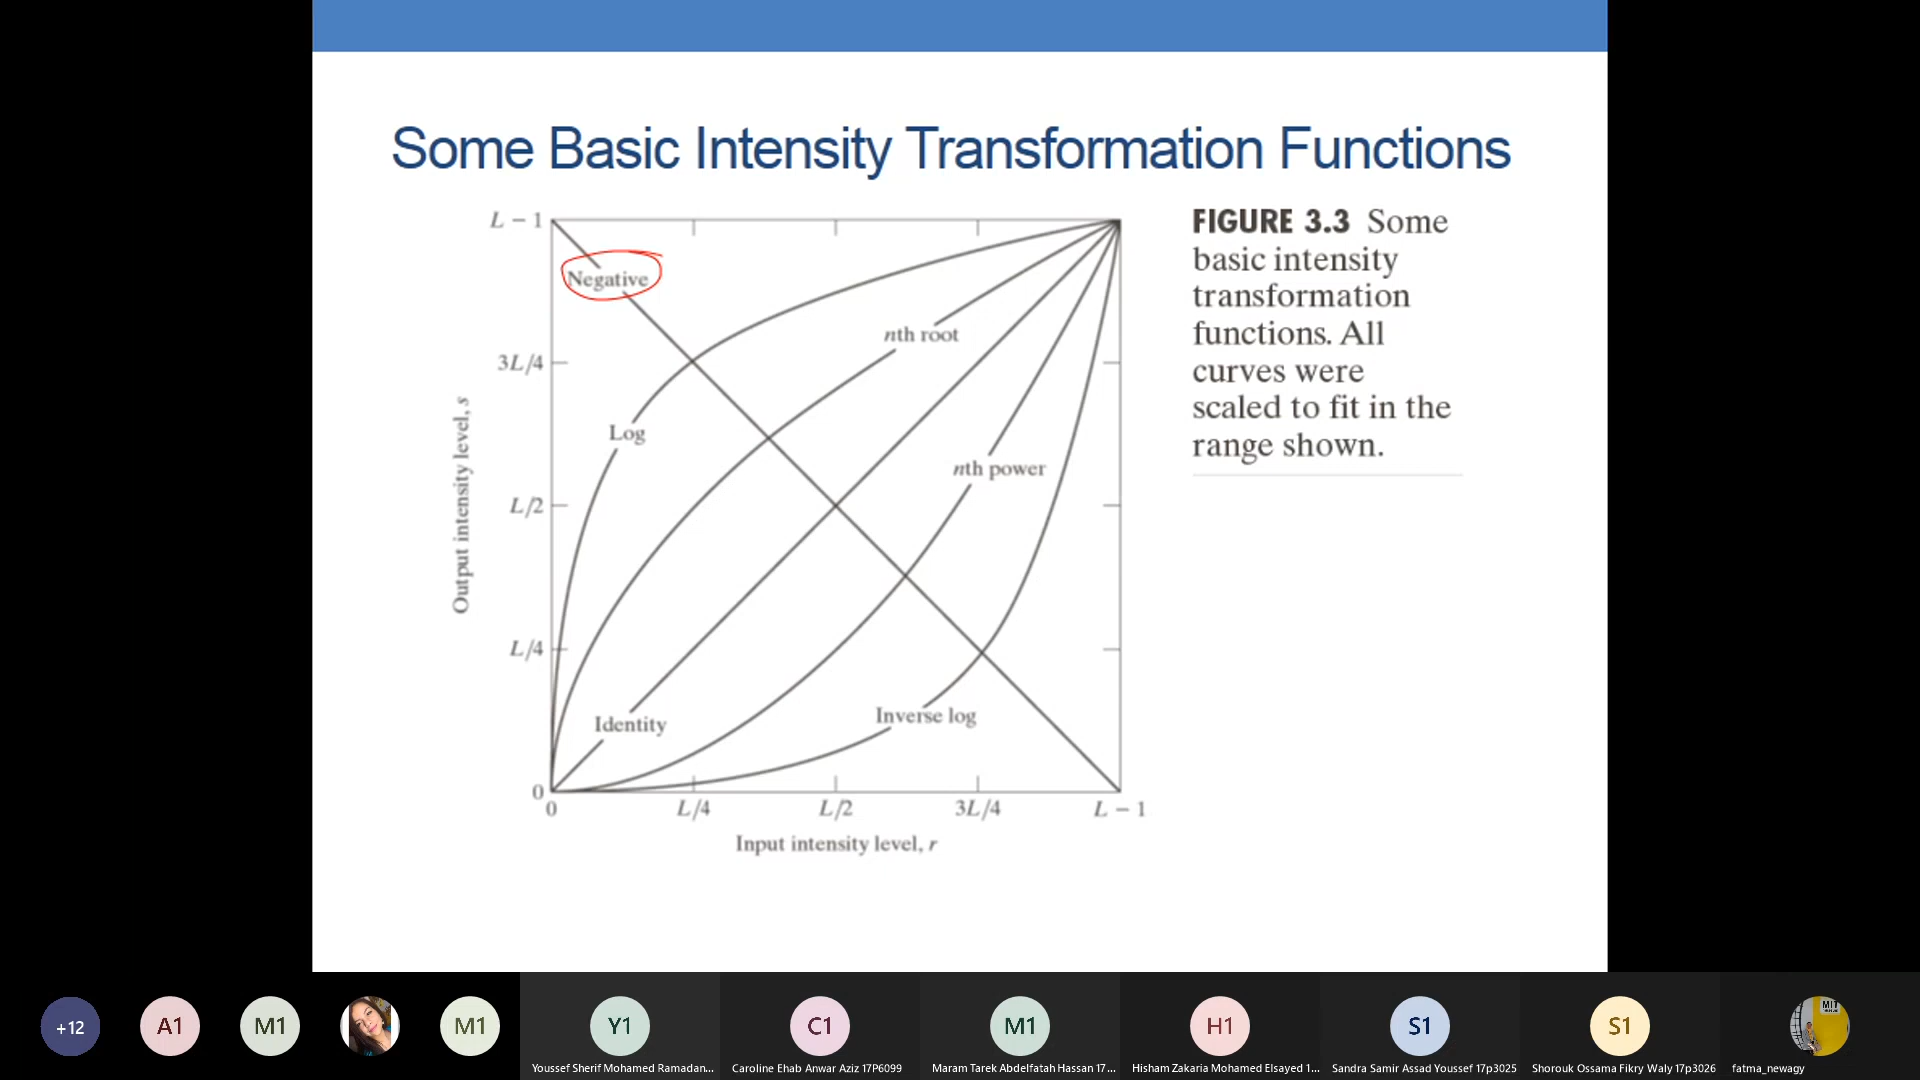 Some Basic Intensity Transformation Functions
L − 1
Negative
nth root
3L/4
Log
nth power
Output intensity level, s
L/2
L/4
Inverse log
Identity
0
0 L/4 L/2 3L/4 L − 1
Input intensity level, r
FIGURE 3.3 Some
basic intensity
transformation
functions. All
curves were
scaled to fit in the
range shown.
+12 A1 M1 M1 Y1 C1 M1 H1 S1 S1
MIT
Youssef Sherif Mohamed Ramadan... Caroline Ehab Anwar Aziz 17P6099 Maram Tarek Abdelfatah Hassan 17 ... Hisham Zakaria Mohamed Elsayed 1... Sandra Samir Assad Youssef 17p3025 Shorouk Ossama Fikry Waly 17p3026 fatma_newagy